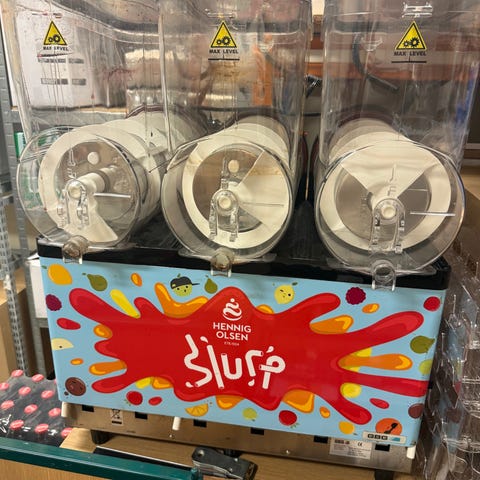 MAX LEVEL
MAX LEVEL
MAX LEVEL
HENNIG
OLSEN
Slurp